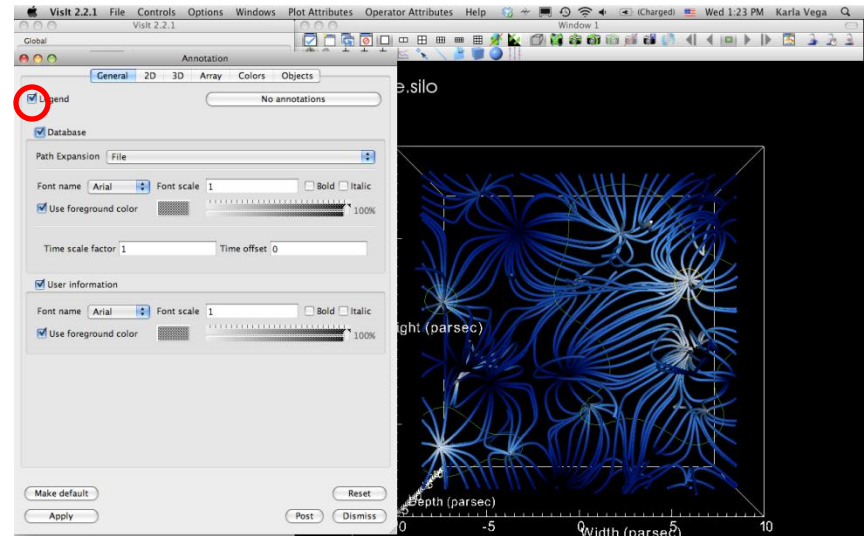 VisIt 2.2.1 File Controls Options Windows Plot Attributes Operator Attributes Help (Charged) Wed 1:23 PM Karla Vega
VisIt 2.2.1
Window 1
Global
Annotation
General 2D 3D Array Colors Objects
e.silo
Legend
No annotations
Database
Path Expansion File
Font name Arial Font scale 1 Bold Italic
Use foreground color 100%
Time scale factor 1 Time offset 0
User information
Font name Arial Font scale 1 Bold Italic
Use foreground color 100%
ight (parsec)
Make default Reset
Depth (parsec)
Apply Post Dismiss
0 -5 5 10
Width (parsec)